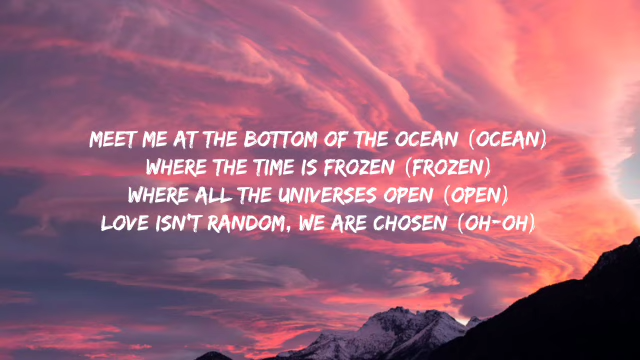 MEET ME AT THE BOTTOM OF THE OCEAN (OCEAN)
WHERE THE TIME IS FROZEN (FROZEN)
WHERE ALL THE UNIVERSES OPEN (OPEN)
LOVE ISN'T RANDOM, WE ARE CHOSEN (OH-OH)